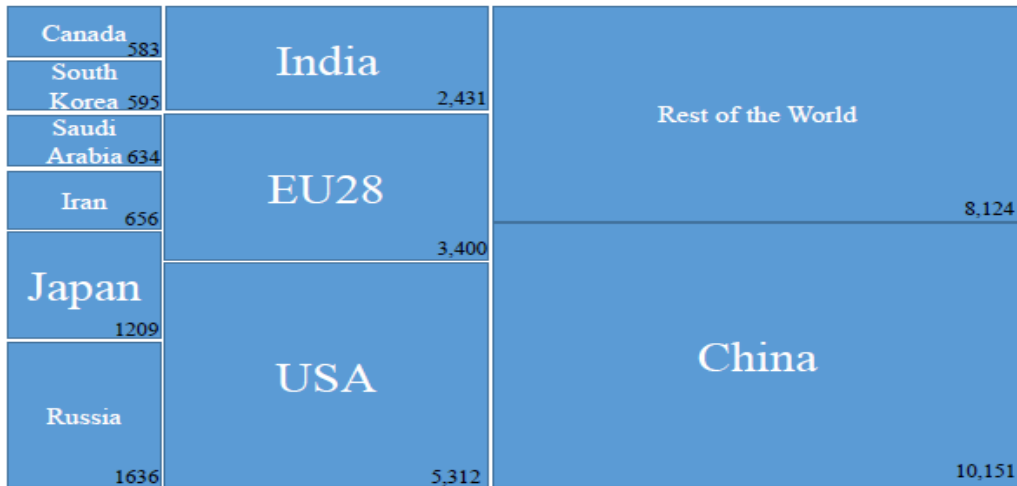 Canada
583
South
Korea 595
Saudi
Arabia 634
Iran
656
Japan
1209
Russia
1636
India
2,431
EU28
3,400
USA
5,312
Rest of the World
8,124
China
10,151